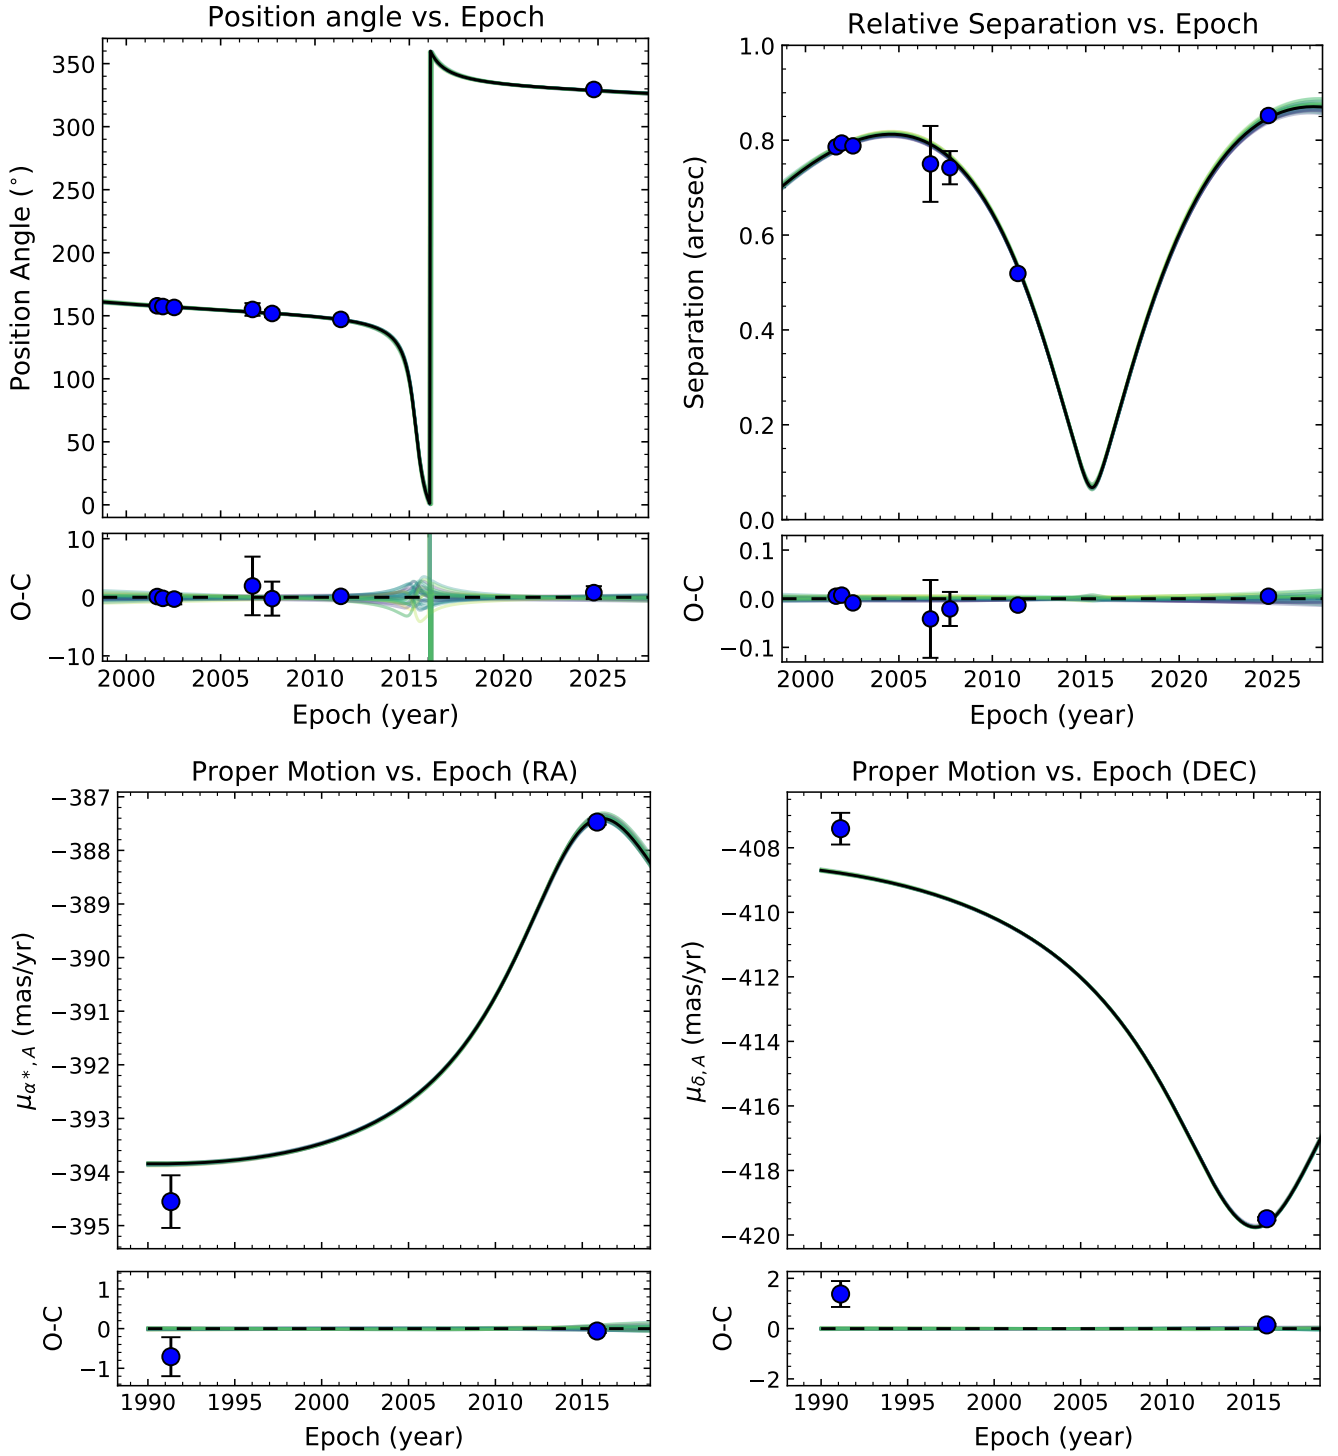 Position angle vs. Epoch
Position Angle (°)
350
300
250
200
150
100
50
0
O-C
10
0
−10
2000 2005 2010 2015 2020 2025
Epoch (year)
Relative Separation vs. Epoch
Separation (arcsec)
1.0
0.8
0.6
0.4
0.2
0.0
O-C
0.1
0.0
−0.1
2000 2005 2010 2015 2020 2025
Epoch (year)
Proper Motion vs. Epoch (RA)
μα*,A (mas/yr)
−387
−388
−389
−390
−391
−392
−393
−394
−395
O-C
1
0
−1
1990 1995 2000 2005 2010 2015
Epoch (year)
Proper Motion vs. Epoch (DEC)
μδ,A (mas/yr)
−408
−410
−412
−414
−416
−418
−420
O-C
2
0
−2
1990 1995 2000 2005 2010 2015
Epoch (year)